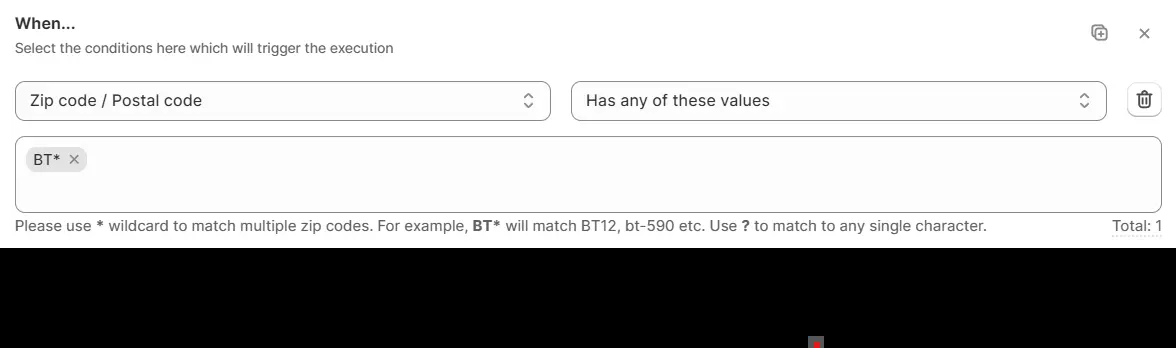 When...
Select the conditions here which will trigger the execution
Zip code / Postal code
Has any of these values
BT*
Please use * wildcard to match multiple zip codes. For example, BT* will match BT12, bt-590 etc. Use ? to match to any single character.
Total: 1